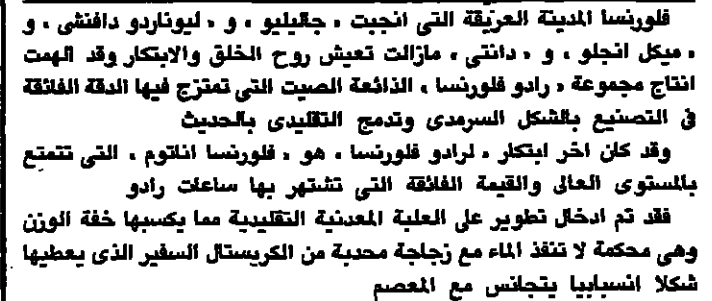 فلورنسا المدينة العريقة التى انجبت « جاليليو » و « ليوناردو دافنشى » و
« ميكل انجلو » و « دانتى » مازالت تعيش روح الخلق والابتكار وقد الهمت
انتاج مجموعة « رادو فلورنسا » الذائعة الصيت التى تمتزج فيها الدقة الفائقة
فى التصنيع بالشكل السرمدى وتدمج التقليدى بالحديث
وقد كان اخر ابتكار « لرادو فلورنسا » هو « فلورنسا اناتوم » التى تتمتع
بالمستوى العالى والقيمة الفائقة التى تشتهر بها ساعات رادو
فقد تم ادخال تطوير على العلبة المعدنية التقليدية مما يكسبها خفة الوزن
وهى محكمة لا تنفذ الماء مع زجاجة محدبة من الكريستال السفير الذى يعطيها
شكلا انسيابيا يتجانس مع المعصم